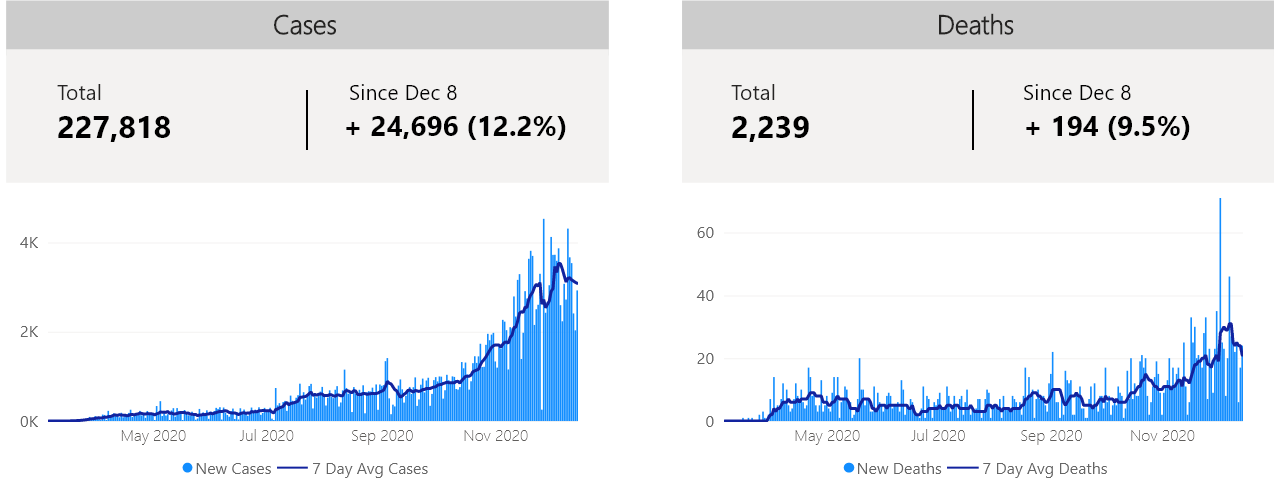 Cases
Total
227,818
Since Dec 8
+ 24,696 (12.2%)
4K
2K
0K
May 2020 Jul 2020 Sep 2020 Nov 2020
New Cases 7 Day Avg Cases
Deaths
Total
2,239
Since Dec 8
+ 194 (9.5%)
60
40
20
0
May 2020 Jul 2020 Sep 2020 Nov 2020
New Deaths 7 Day Avg Deaths